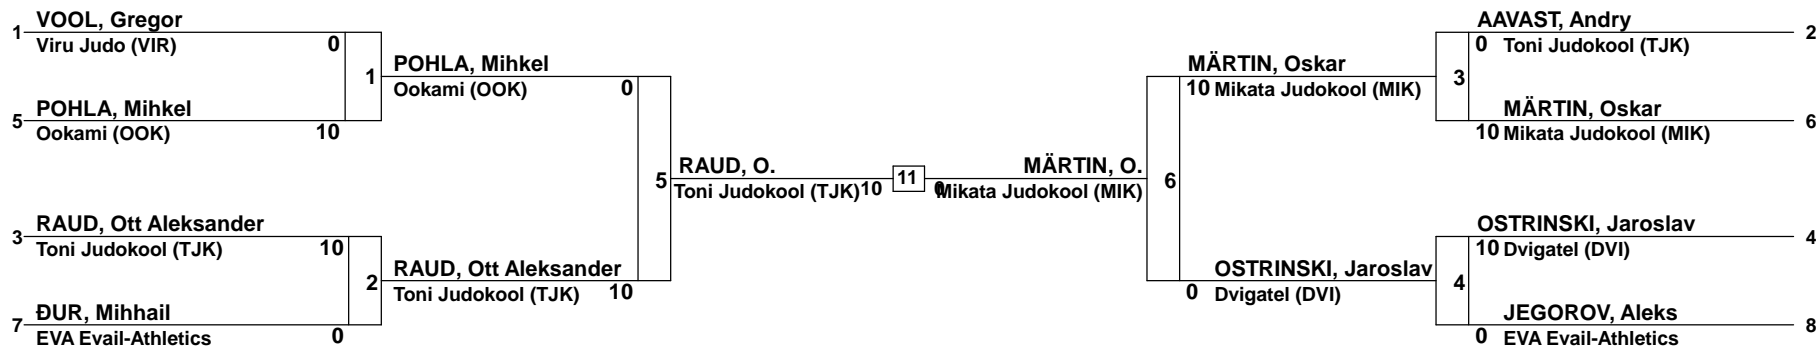 VOOL, Gregor
1
Viru Judo (VIR) 0
1
POHLA, Mihkel
5
Ookami (OOK) 10
POHLA, Mihkel
Ookami (OOK) 0
RAUD, Ott Aleksander
3
Toni Judokool (TJK) 10
2
ĐUR, Mihhail
7
EVA Evail-Athletics 0
RAUD, Ott Aleksander
Toni Judokool (TJK) 10
5
RAUD, O.
Toni Judokool (TJK) 10
11
MÄRTIN, O.
0 Mikata Judokool (MIK)
6
MÄRTIN, Oskar
10 Mikata Judokool (MIK)
OSTRINSKI, Jaroslav
0 Dvigatel (DVI)
AAVAST, Andry
2
0 Toni Judokool (TJK)
3
MÄRTIN, Oskar
6
10 Mikata Judokool (MIK)
OSTRINSKI, Jaroslav
4
10 Dvigatel (DVI)
4
JEGOROV, Aleks
8
0 EVA Evail-Athletics